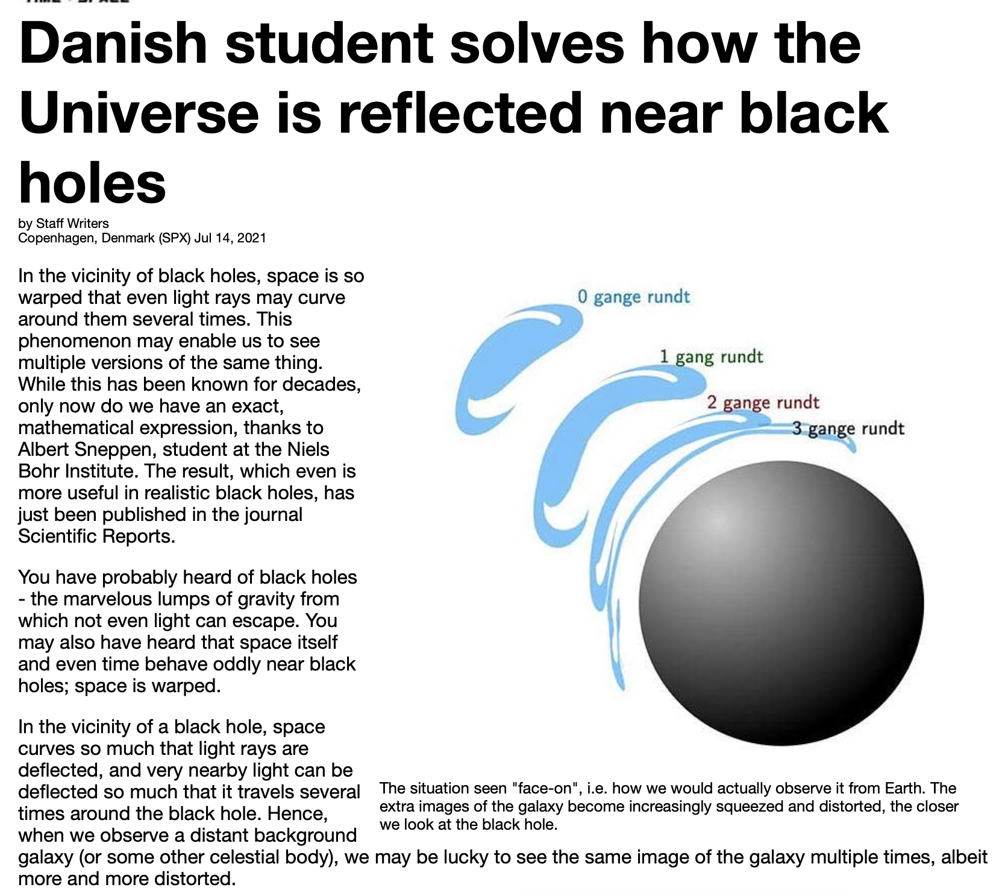 TIME + SPACE
Danish student solves how the
Universe is reflected near black
holes
by Staff Writers
Copenhagen, Denmark (SPX) Jul 14, 2021
In the vicinity of black holes, space is so
warped that even light rays may curve
around them several times. This
phenomenon may enable us to see
multiple versions of the same thing.
While this has been known for decades,
only now do we have an exact,
mathematical expression, thanks to
Albert Sneppen, student at the Niels
Bohr Institute. The result, which even is
more useful in realistic black holes, has
just been published in the journal
Scientific Reports.
You have probably heard of black holes
- the marvelous lumps of gravity from
which not even light can escape. You
may also have heard that space itself
and even time behave oddly near black
holes; space is warped.
In the vicinity of a black hole, space
curves so much that light rays are
deflected, and very nearby light can be
deflected so much that it travels several
times around the black hole. Hence,
when we observe a distant background
galaxy (or some other celestial body), we may be lucky to see the same image of the galaxy multiple times, albeit
more and more distorted.
0 gange rundt
1 gang rundt
2 gange rundt
3 gange rundt
The situation seen "face-on", i.e. how we would actually observe it from Earth. The
extra images of the galaxy become increasingly squeezed and distorted, the closer
we look at the black hole.